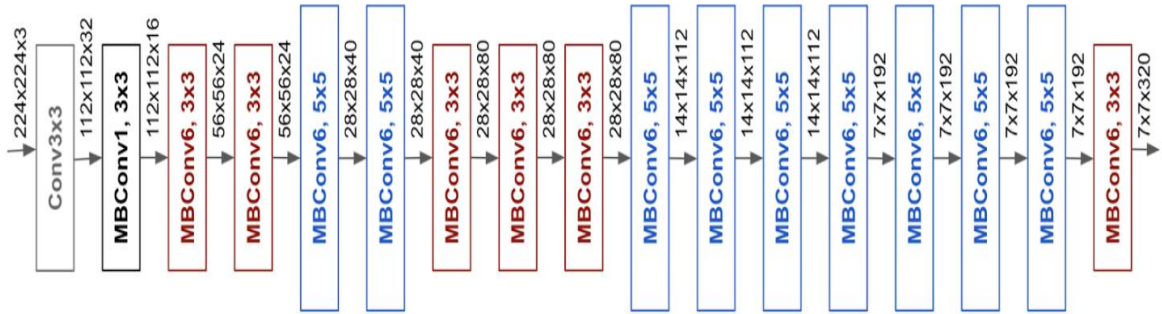 224x224x3
Conv3x3
112x112x32
MBConv1, 3x3
112x112x16
MBConv6, 3x3
56x56x24
MBConv6, 3x3
56x56x24
MBConv6, 5x5
28x28x40
MBConv6, 5x5
28x28x40
MBConv6, 3x3
28x28x80
MBConv6, 3x3
28x28x80
MBConv6, 3x3
28x28x80
MBConv6, 5x5
14x14x112
MBConv6, 5x5
14x14x112
MBConv6, 5x5
14x14x112
MBConv6, 5x5
7x7x192
MBConv6, 5x5
7x7x192
MBConv6, 5x5
7x7x192
MBConv6, 5x5
7x7x192
MBConv6, 3x3
7x7x320